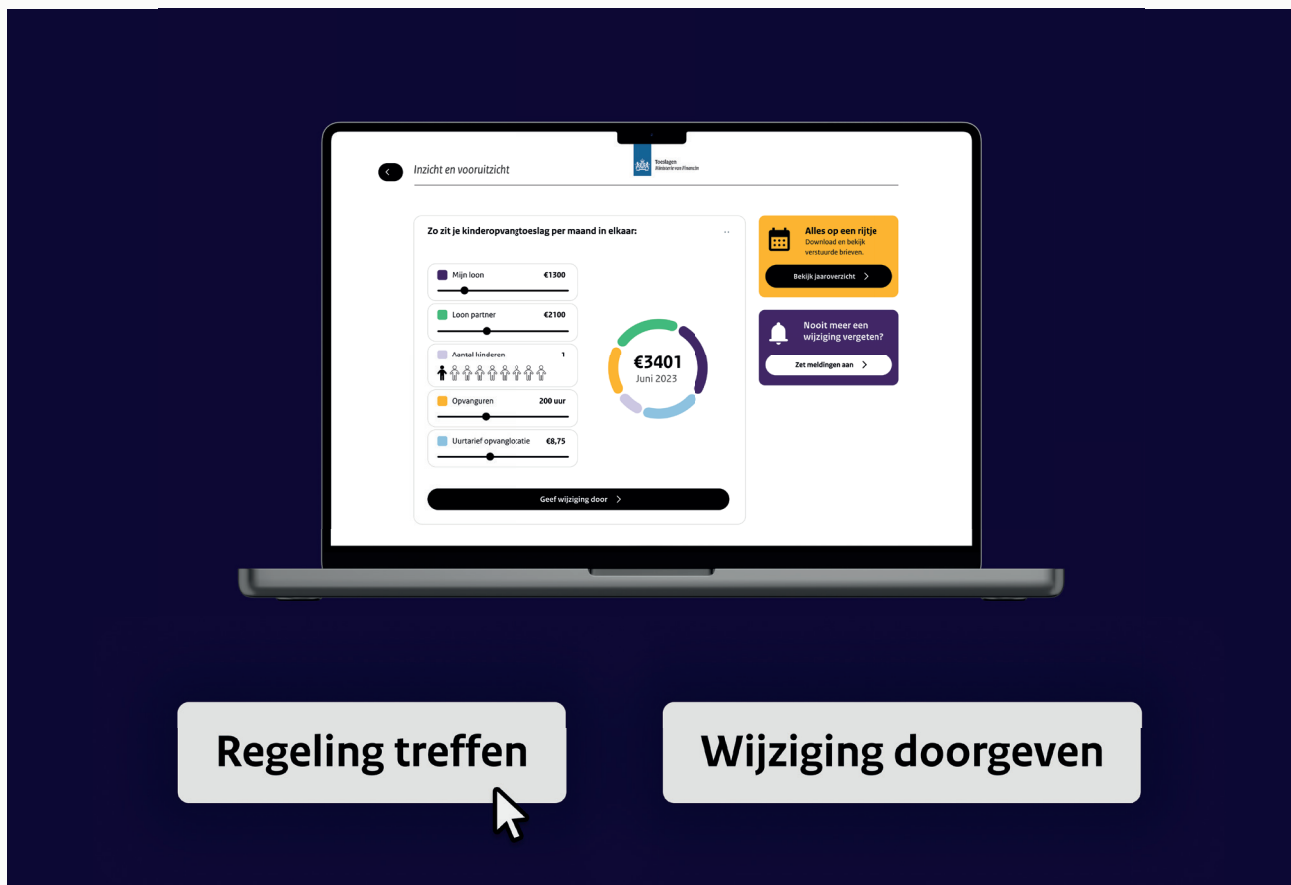 Inzicht en vooruitzicht
Toeslagen
Ministerie van Financiën
Zo zit je kinderopvangtoeslag per maand in elkaar:
Mijn loon €1300
Loon partner €2100
Aantal kinderen 1
Opvanguren 200 uur
Uurtarief opvanglocatie €8,75
€3401
Juni 2023
Geef wijziging door
Alles op een rijtje
Download en bekijk
verstuurde brieven.
Bekijk jaaroverzicht
Nooit meer een
wijziging vergeten?
Zet meldingen aan
Regeling treffen
Wijziging doorgeven